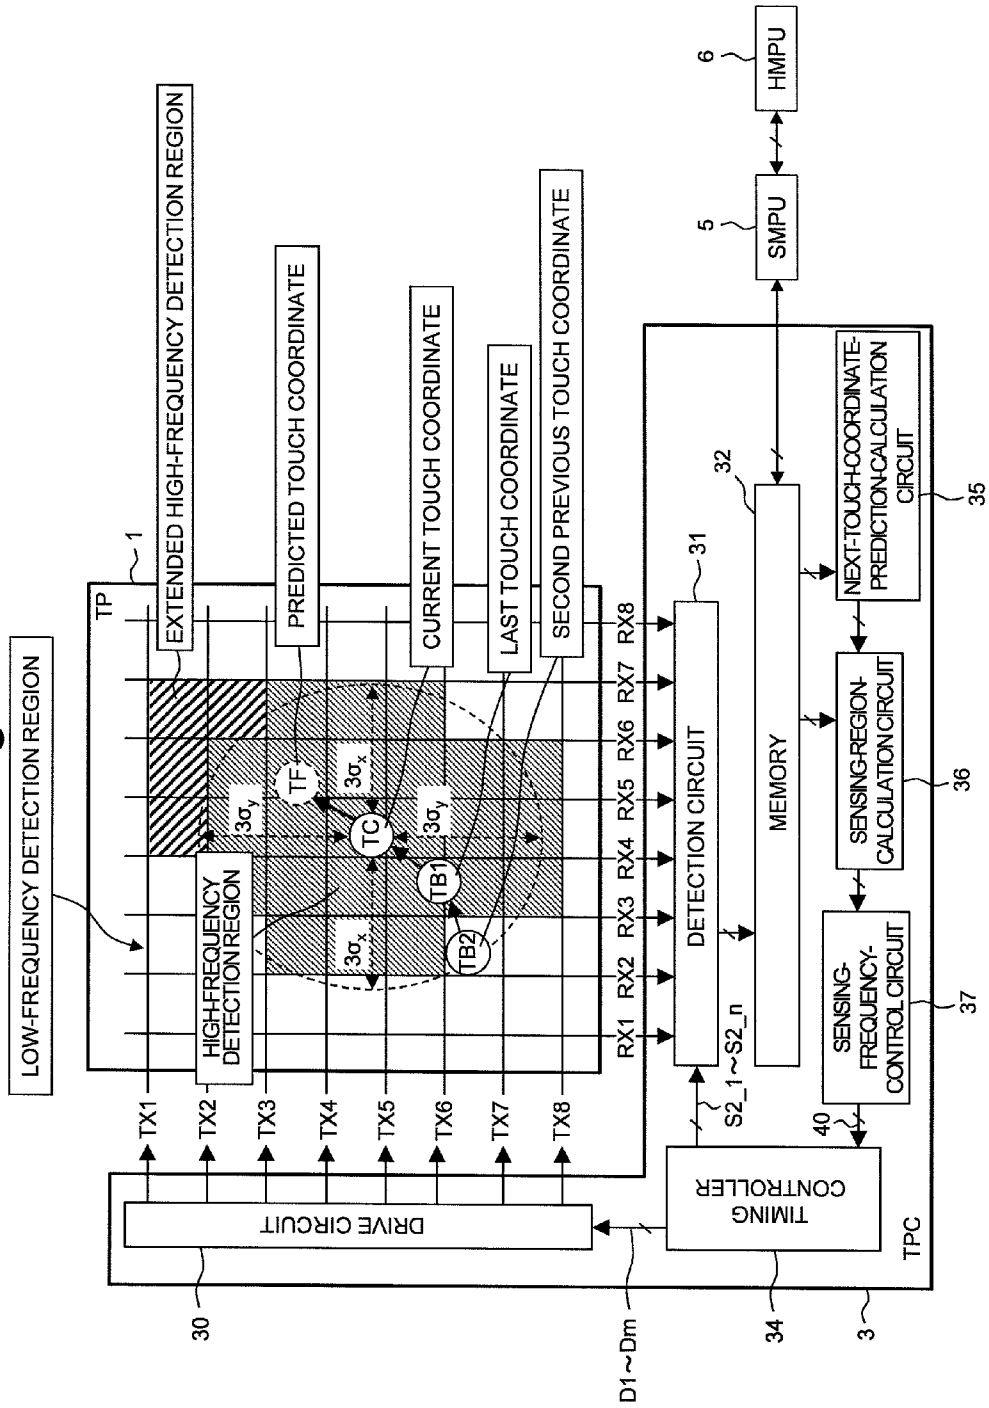 LOW-FREQUENCY DETECTION REGION
EXTENDED HIGH-FREQUENCY DETECTION REGION
PREDICTED TOUCH COORDINATE
CURRENT TOUCH COORDINATE
LAST TOUCH COORDINATE
SECOND PREVIOUS TOUCH COORDINATE
HIGH-FREQUENCY
DETECTION REGION
TP
1
TF
TC
TB1
TB2
3σy
3σx
3σx
3σy
TX1
TX2
TX3
TX4
TX5
TX6
TX7
TX8
RX1
RX2
RX3
RX4
RX5
RX6
RX7
RX8
DRIVE CIRCUIT
30
DETECTION CIRCUIT
31
MEMORY
32
TIMING
CONTROLLER
34
D1~Dm
S2_1~S2_n
40
SENSING-
FREQUENCY-
CONTROL CIRCUIT
37
SENSING-REGION-
CALCULATION CIRCUIT
36
NEXT-TOUCH-COORDINATE-
PREDICTION-CALCULATION
CIRCUIT
35
TPC
3
SMPU
5
HMPU
6